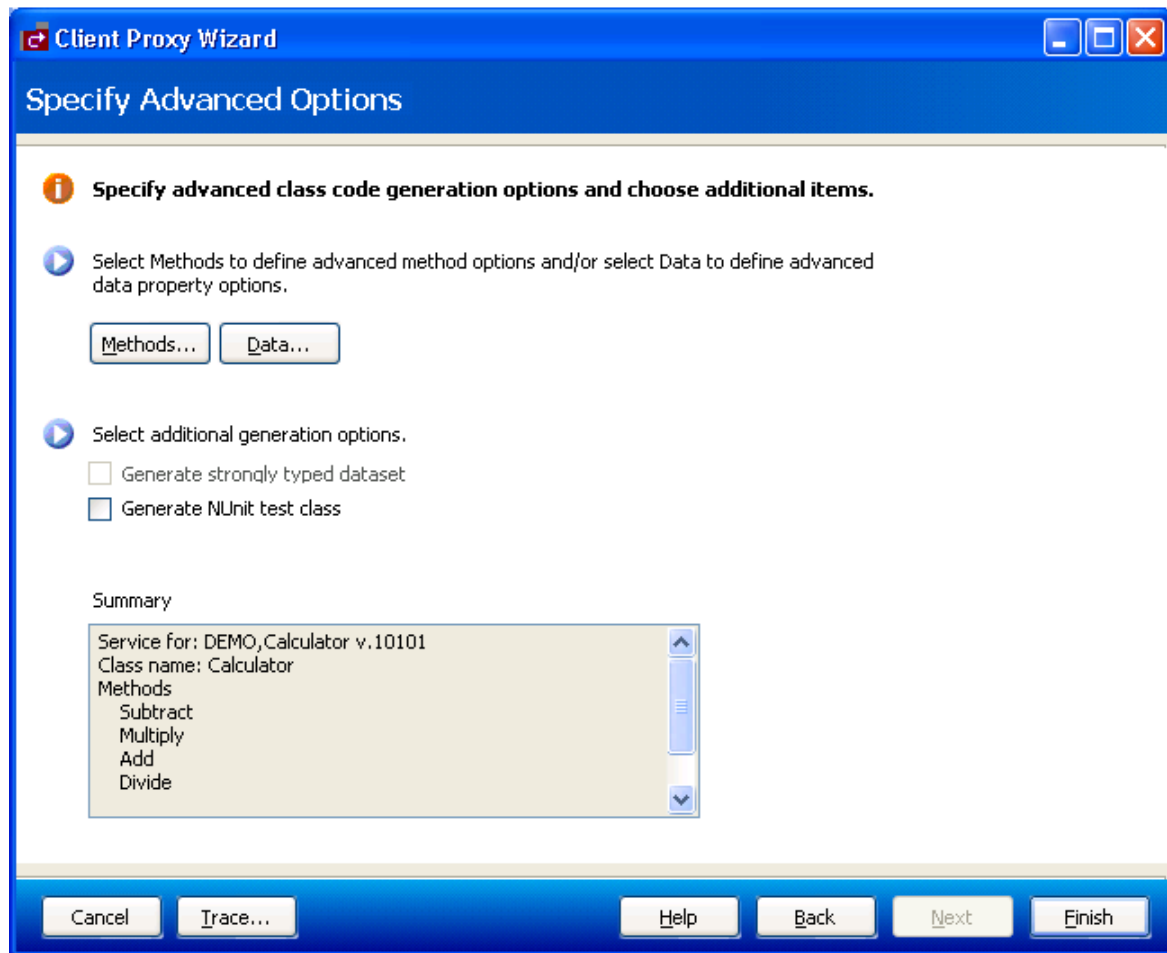 Client Proxy Wizard
Specify Advanced Options
Specify advanced class code generation options and choose additional items.
Select Methods to define advanced method options and/or select Data to define advanced
data property options.
Methods... Data...
Select additional generation options.
Generate strongly typed dataset
Generate NUnit test class
Summary
Service for: DEMO,Calculator v.10101
Class name: Calculator
Methods
Subtract
Multiply
Add
Divide
Cancel Trace... Help Back Next Finish